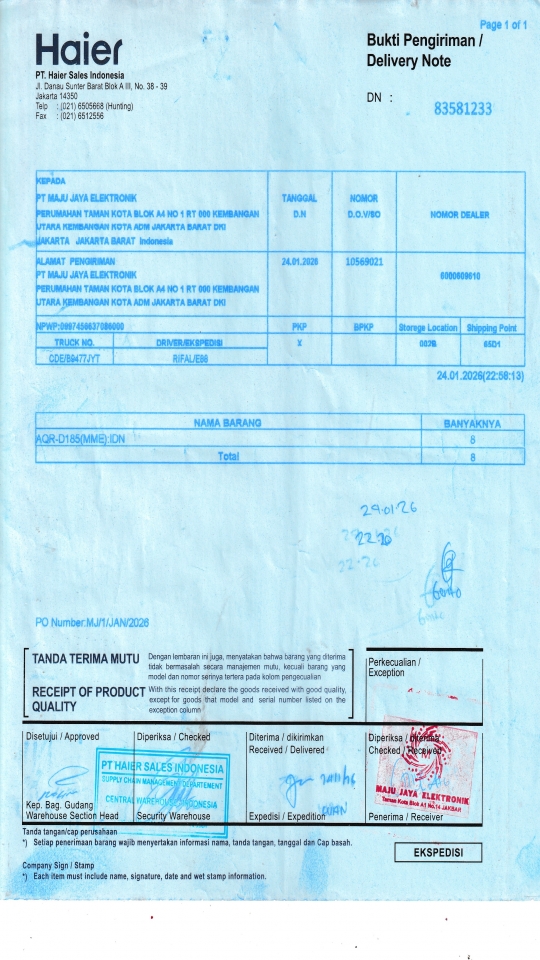 Page 1 of 1
Haier
PT. Haier Sales Indonesia
Jl. Danau Sunter Barat Blok A III, No. 38 - 39
Jakarta 14350
Telp : (021) 6505668 (Hunting)
Fax : (021) 6512556
Bukti Pengiriman /
Delivery Note
DN :
83581233
KEPADA
PT MAJU JAYA ELEKTRONIK
PERUMAHAN TAMAN KOTA BLOK A4 NO 1 RT 000 KEMBANGAN
UTARA KEMBANGAN KOTA ADM JAKARTA BARAT DKI
JAKARTA JAKARTA BARAT Indonesia
TANGGAL
D.N
NOMOR
D.O.V/SO
NOMOR DEALER
ALAMAT PENGIRIMAN
PT MAJU JAYA ELEKTRONIK
PERUMAHAN TAMAN KOTA BLOK A4 NO 1 RT 000 KEMBANGAN
UTARA KEMBANGAN KOTA ADM JAKARTA BARAT DKI
24.01.2026
10569021
PKP
BPKP
Storege Location
Shipping Point
TRUCK NO.
DRIVER/EKSPEDISI
X
002B
65D1
CDE/B9477JYT
RIFAL/E66
24.01.2026(22:58:13)
NAMA BARANG
BANYAKNYA
AQR-D185(MME):IDN
8
Total
8
22-26
PO Number:MJ/1/JAN/2026
TANDA TERIMA MUTU
Dengan lembaran ini juga, menyatakan bahwa barang yang diterima
tidak bermasalah secara manajemen mutu, kecuali barang yang
model dan nomor serinya tertera pada kolom pengecualian
RECEIPT OF PRODUCT
QUALITY
With this receipt declare the goods received with good quality,
except for goods that model and serial number listed on the
exception column
Perkecualian /
Exception
Disetujui / Approved
Diperiksa / Checked
Diterima / dikirimkan
Received / Delivered
Diperiksa / diterima
Checked / Received
PT HAIER SALES INDONESIA
SUPPLY CHAIN MANAGEMENT DEPARTEMENT
CENTRAL WAREHOUSE INDONESIA
MAJU JAYA ELEKTRONIK
Taman Kota Blok A1 No.14 JAKBAR
Kep. Bag. Gudang
Warehouse Section Head
Security Warehouse
Expedisi / Expedition
Penerima / Receiver
Tanda tangan/cap perusahaan
*) Setiap penerimaan barang wajib menyertakan informasi nama, tanda tangan, tanggal dan Cap basah.
EKSPEDISI
Company Sign / Stamp
*) Each item must include name, signature, date and wet stamp information.